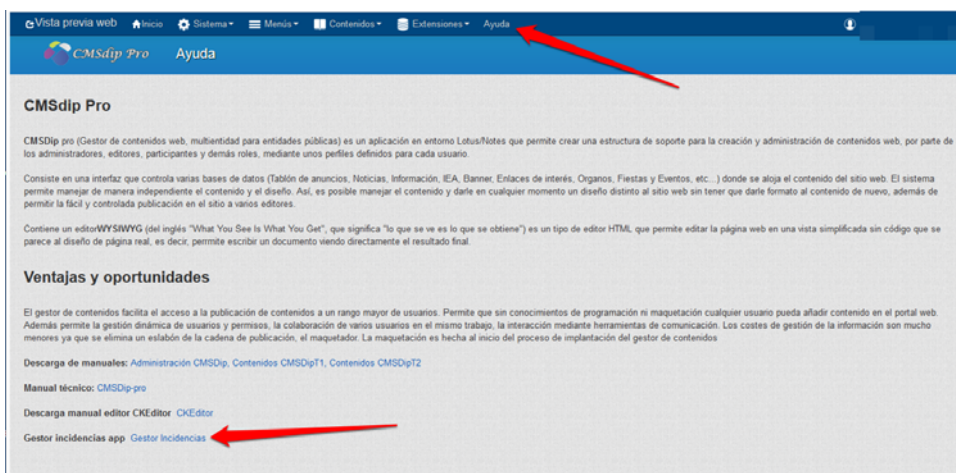 Vista previa web Inicio Sistema Menús Contenidos Extensiones Ayuda
CMSdip Pro Ayuda
CMSdip Pro
CMSDip pro (Gestor de contenidos web, multientidad para entidades públicas) es un aplicación en entorno Lotus/Notes que permite crear una estructura de soporte para la creación y administración de contenidos web, por parte de
los administradores, editores, participantes y demás roles, mediante unos perfiles definidos para cada usuario.
Consiste en una interfaz que controla varias bases de datos (Tablón de anuncios, Noticias, Información, IEA, Banner, Enlaces de interés, Organos, Fiestas y Eventos, etc...) donde se aloja el contenido del sitio web. El sistema
permite manejar de manera independiente el contenido y el diseño. Así, es posible manejar el contenido y darle en cualquier momento un diseño distinto al sitio web sin tener que darle formato al contenido de nuevo, además de
permitir la fácil y controlada publicación en el sitio a varios editores.
Contiene un editorWYSIWYG (del inglés "What You See Is What You Get", que significa "lo que se ve es lo que se obtiene") es un tipo de editor HTML que permite editar la página web en una vista simplificada sin código que se
parece al diseño de página real, es decir, permmite escribir un documento viendo directamente el resultado final.
Ventajas y oportunidades
El gestor de contenidos facilita el acceso a la publicación de contenidos a un rango mayor de usuarios. Permite que sin conocimientos de programación ni maquetación cualquier usuario pueda añadir contenido en el portal web.
Además permite la gestión dinámica de usuarios y permisos, la colaboración de varios usuarios en el mismo trabajo, la interacción mediante herramientas de comunicación. Los costes de gestión de la información son mucho
menores ya que se elimina un eslabón de la cadena de publicación, el maquetador. La maquetación es hecha al inicio del proceso de implantación del gestor de contenidos
Descarga de manuales: Administración CMSDip, Contenidos CMSDipT1, Contenidos CMSDipT2
Manual técnico: CMSDip-pro
Descarga manual editor CKEditor CKEditor
Gestor incidencias app Gestor Incidencias